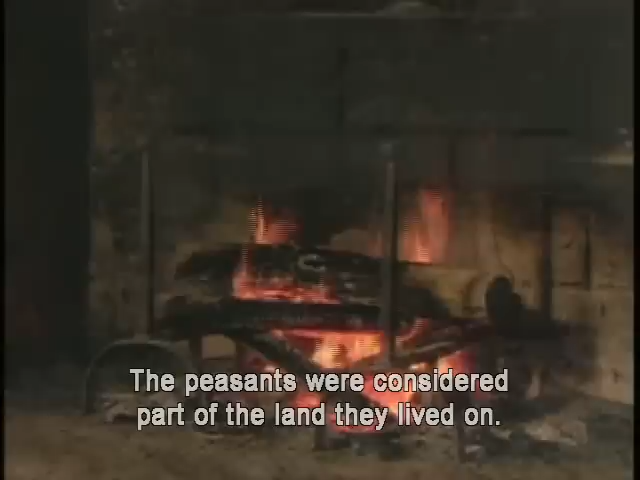 The peasants were considered
part of the land they lived on.